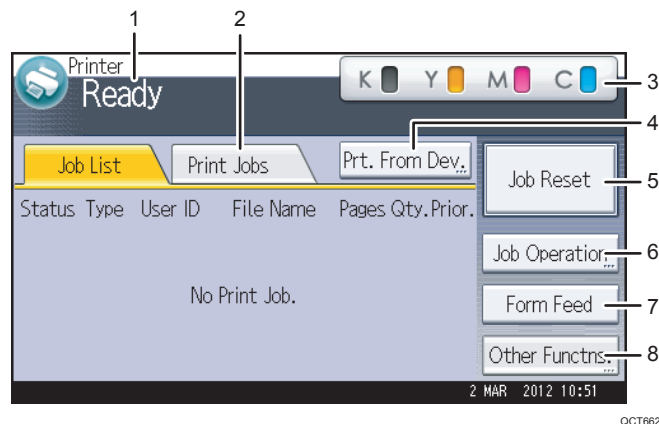 1
2
Printer
Ready
K Y M C
3
4
Job List
Print Jobs
Prt. From Dev.
Job Reset
5
Status Type User ID File Name Pages Qty. Prior.
Job Operation
6
No Print Job.
Form Feed
7
Other Functns.
8
2 MAR 2012 10:51
QCT662